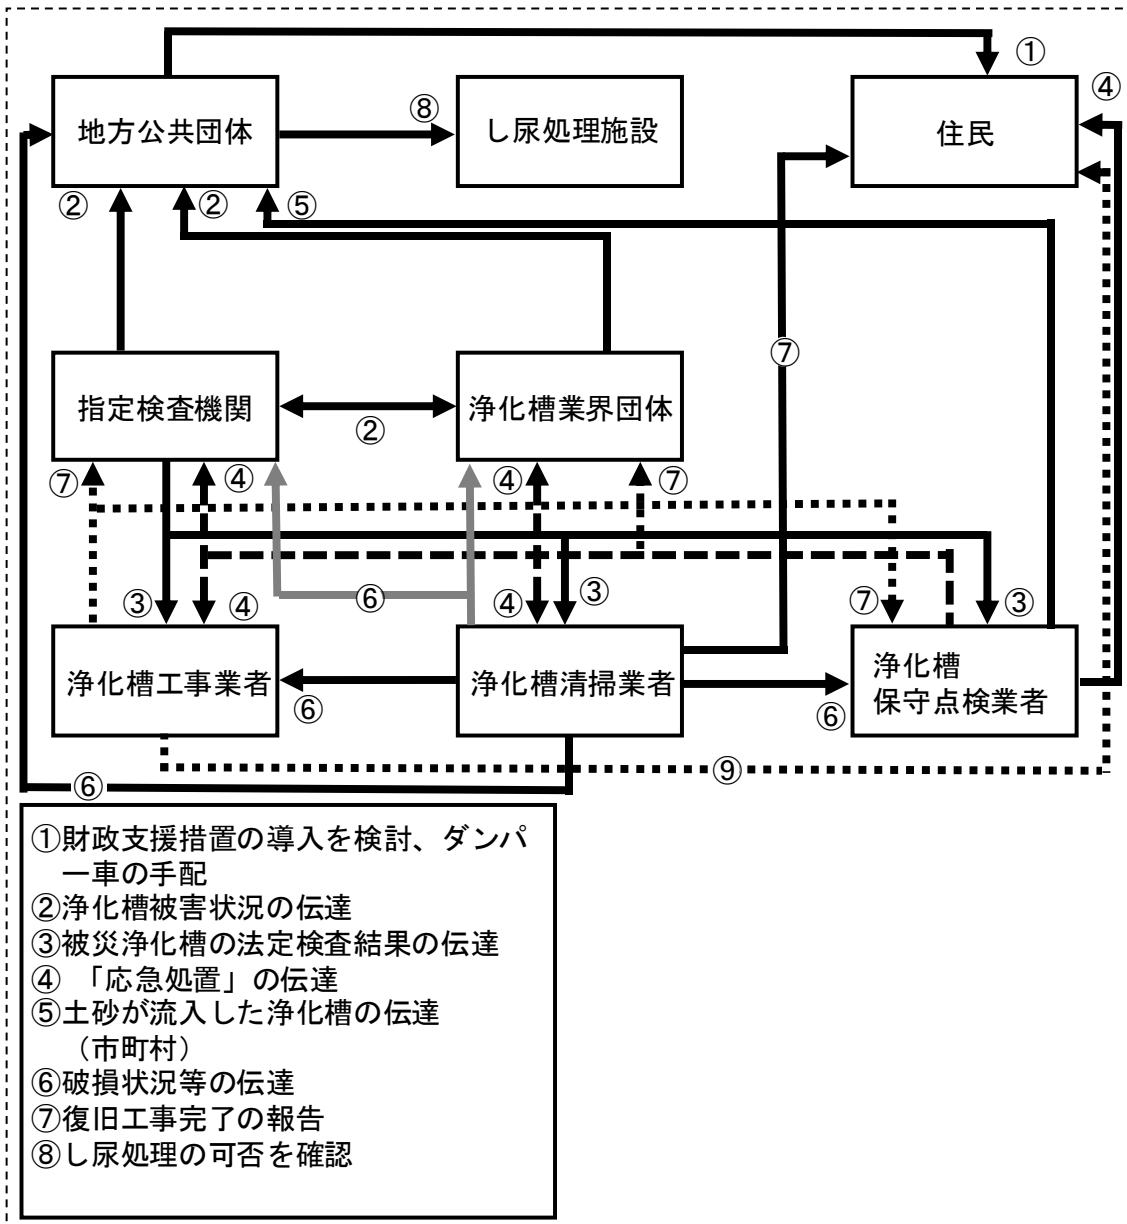 ①
④
地方公共団体
⑧
し尿処理施設
住民
②
②
⑤
⑦
指定検査機関
②
浄化槽業界団体
⑦
④
④
⑦
③
④
⑥
④
③
⑦
③
浄化槽工事業者
⑥
浄化槽清掃業者
⑥
浄化槽
保守点検業者
⑨
⑥
①財政支援措置の導入を検討、ダンパ
ー車の手配
②浄化槽被害状況の伝達
③被災浄化槽の法定検査結果の伝達
④ 「応急処置」の伝達
⑤土砂が流入した浄化槽の伝達
（市町村）
⑥破損状況等の伝達
⑦復旧工事完了の報告
⑧し尿処理の可否を確認